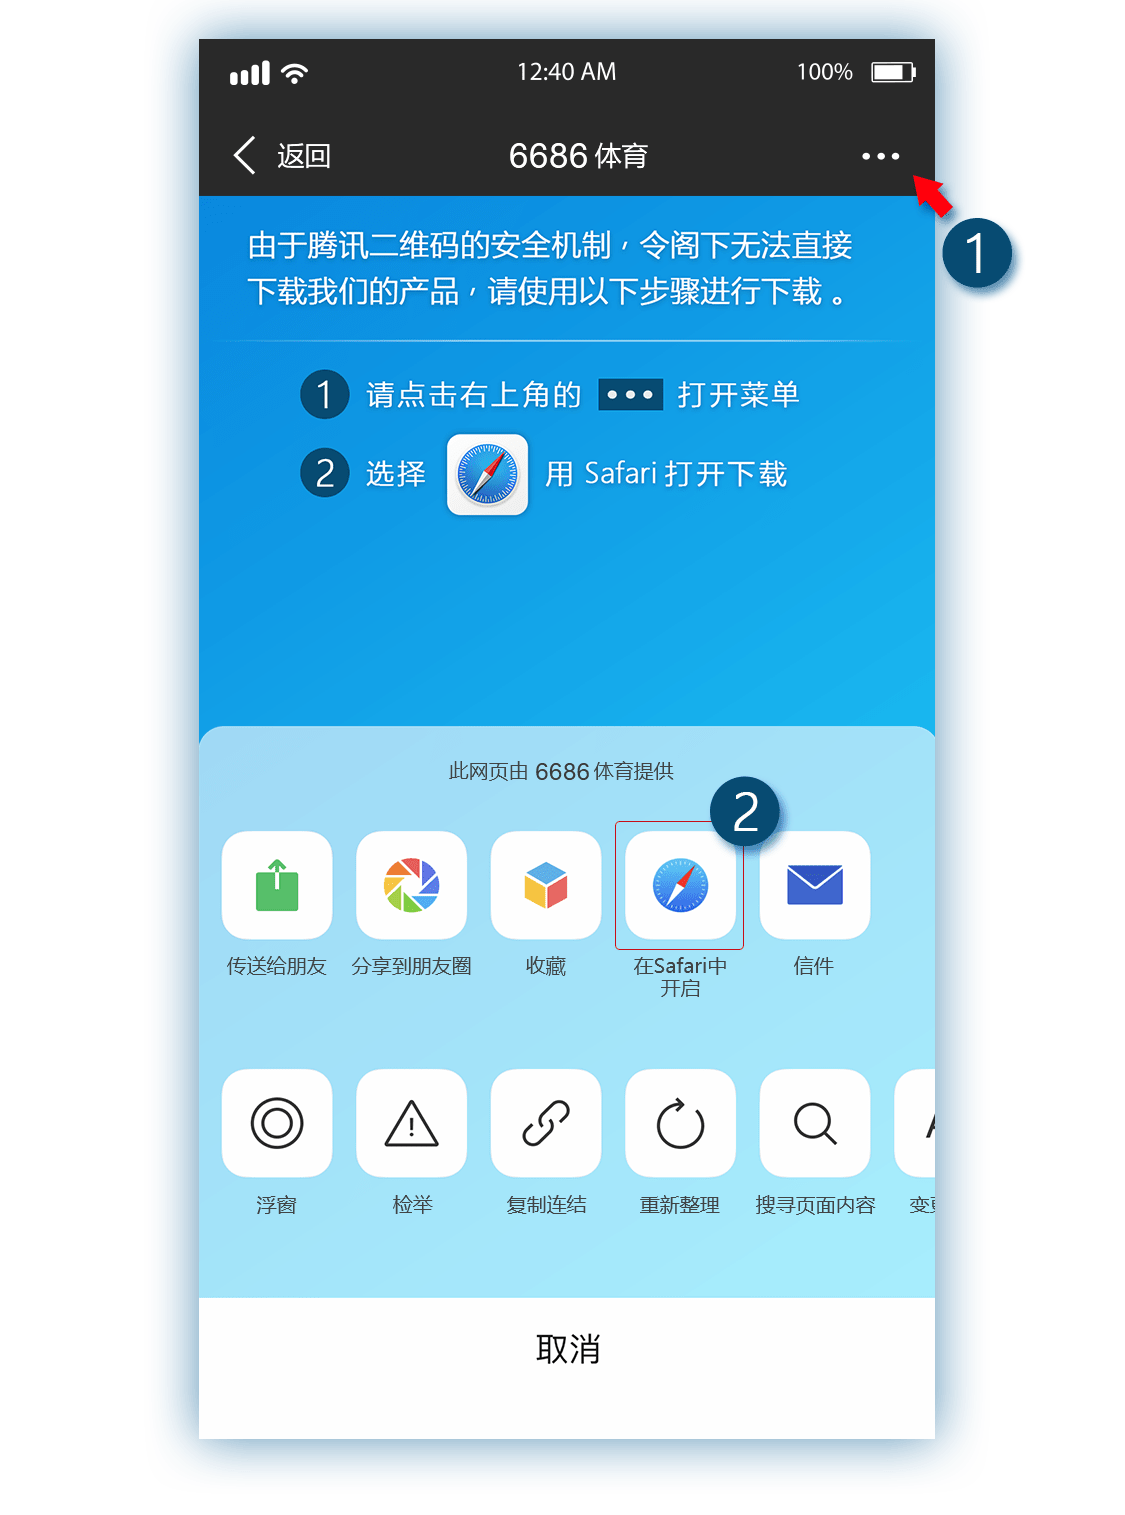 12:40 AM 100%
返回 6686 体育
1
由于腾讯二维码的安全机制，令阁下无法直接
下载我们的产品，请使用以下步骤进行下载。
1 请点击右上角的 ••• 打开菜单
2 选择 用 Safari 打开下载
此网页由 6686 体育提供
2
传送给朋友 分享到朋友圈 收藏 在Safari中 信件
开启
浮窗 检举 复制连结 重新整理 搜寻页面内容
取消